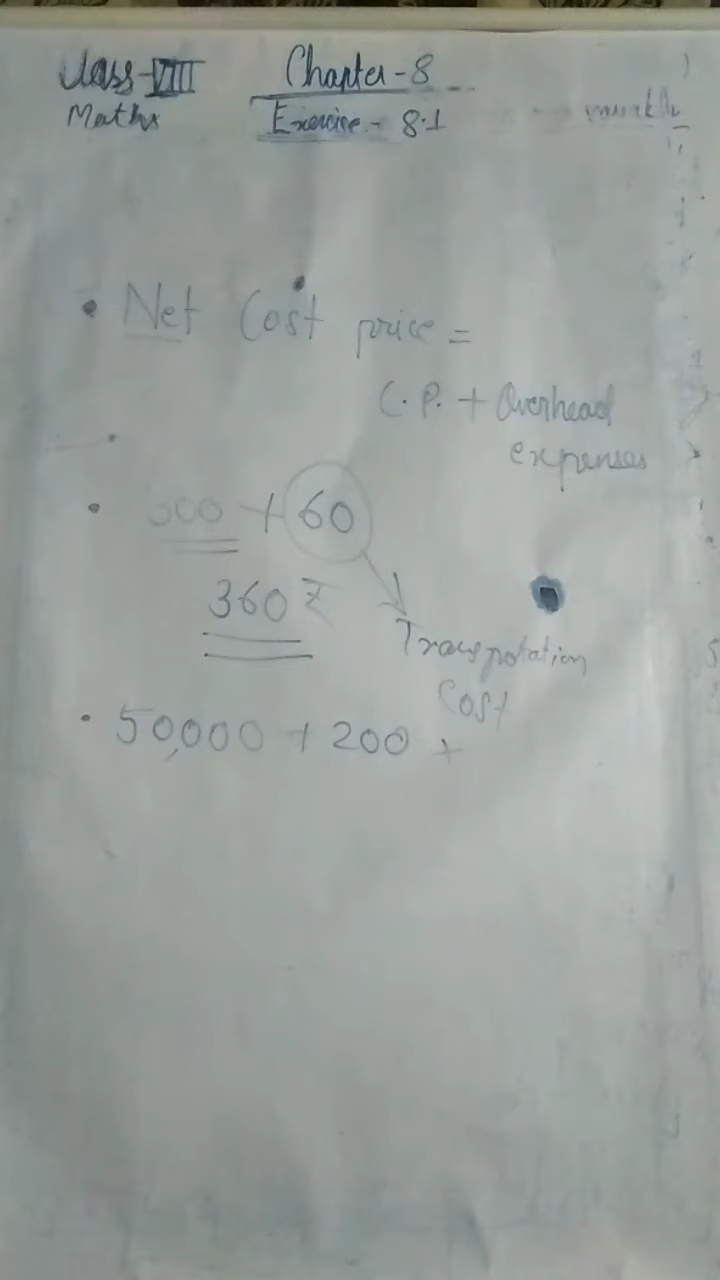 Class-VIII Chapter-8
Maths Exercise - 8.1
• Net Cost price =
C.P. + Overhead
expenses
• 300 + 60
360 ₹
Transpotation
Cost
• 50,000 + 200 +